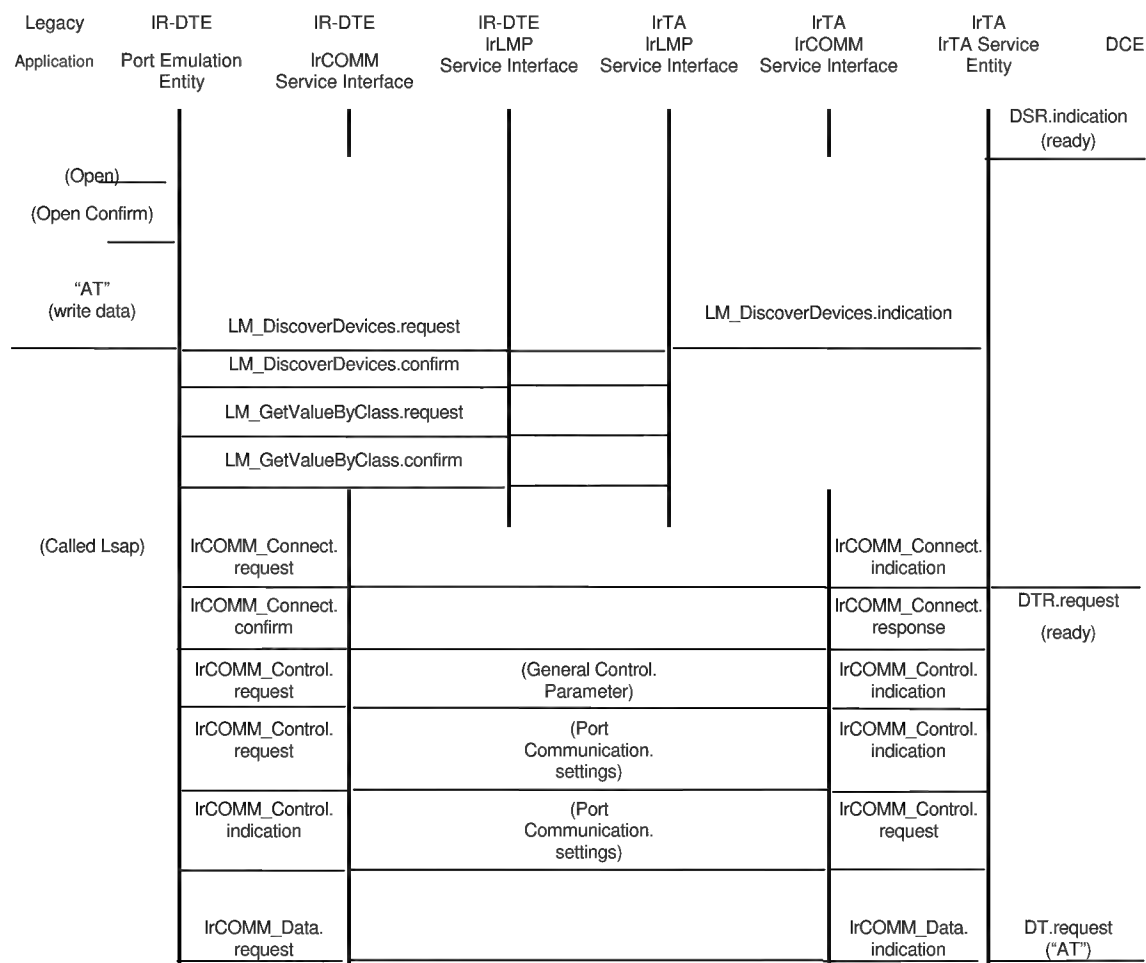 Legacy
Application
IR-DTE
Port Emulation
Entity
IR-DTE
IrCOMM
Service Interface
IR-DTE
IrLMP
Service Interface
IrTA
IrLMP
Service Interface
IrTA
IrCOMM
Service Interface
IrTA
IrTA Service
Entity
DCE
DSR.indication
(ready)
(Open)
(Open Confirm)
“AT”
(write data)
LM_DiscoverDevices.request
LM_DiscoverDevices.indication
LM_DiscoverDevices.confirm
LM_GetValueByClass.request
LM_GetValueByClass.confirm
(Called Lsap)
IrCOMM_Connect.
request
IrCOMM_Connect.
indication
IrCOMM_Connect.
confirm
IrCOMM_Connect.
response
DTR.request
(ready)
IrCOMM_Control.
request
(General Control.
Parameter)
IrCOMM_Control.
indication
IrCOMM_Control.
request
(Port
Communication.
settings)
IrCOMM_Control.
indication
IrCOMM_Control.
indication
(Port
Communication.
settings)
IrCOMM_Control.
request
IrCOMM_Data.
request
IrCOMM_Data.
indication
DT.request
(“AT”)